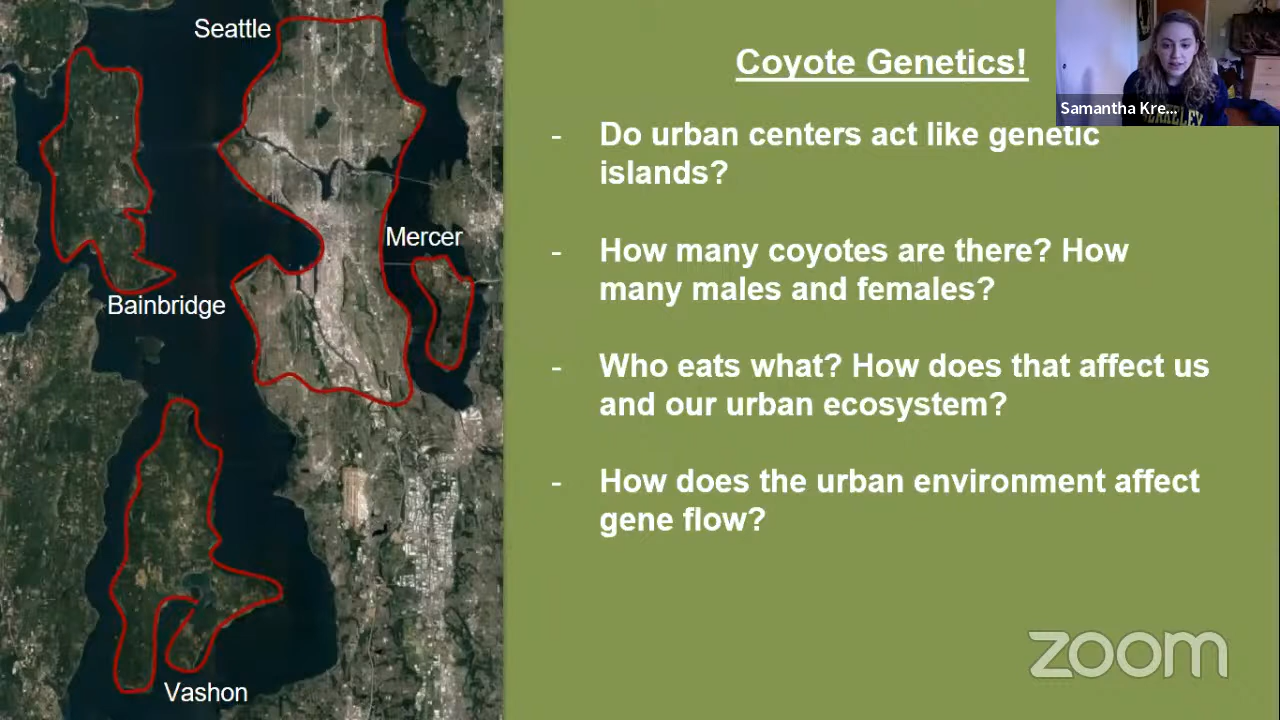 Seattle
Mercer
Bainbridge
Vashon
Coyote Genetics!
- Do urban centers act like genetic
islands?
- How many coyotes are there? How
many males and females?
- Who eats what? How does that affect us
and our urban ecosystem?
- How does the urban environment affect
gene flow?
Samantha Kre...
zoom